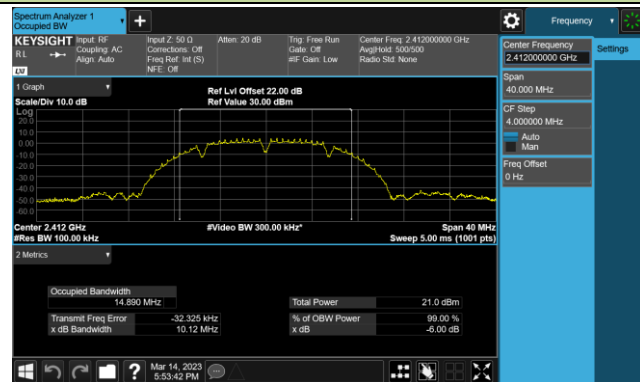 Spectrum Analyzer 1
Occupied BW
+
Frequency
KEYSIGHT
RL
LXI
Input: RF
Coupling: AC
Align: Auto
Input Z: 50 Ω
Corrections: Off
Freq Ref: Int (S)
NFE: Off
Atten: 20 dB
Trig: Free Run
Gate: Off
#IF Gain: Low
Center Freq: 2.412000000 GHz
Avg|Hold: 500/500
Radio Std: None
Center Frequency
2.412000000 GHz
Settings
Span
40.000 MHz
CF Step
4.000000 MHz
Auto
Man
Freq Offset
0 Hz
1 Graph
Scale/Div 10.0 dB
Ref Lvl Offset 22.00 dB
Ref Value 30.00 dBm
Log
20.0
10.0
0.00
-10.0
-20.0
-30.0
-40.0
-50.0
-60.0
Center 2.412 GHz
#Res BW 100.00 kHz
#Video BW 300.00 kHz*
Span 40 MHz
Sweep 5.00 ms (1001 pts)
2 Metrics
Occupied Bandwidth
14.890 MHz
Total Power 21.0 dBm
Transmit Freq Error -32.325 kHz
% of OBW Power 99.00 %
x dB Bandwidth 10.12 MHz
x dB -6.00 dB
?
Mar 14, 2023
5:53:42 PM